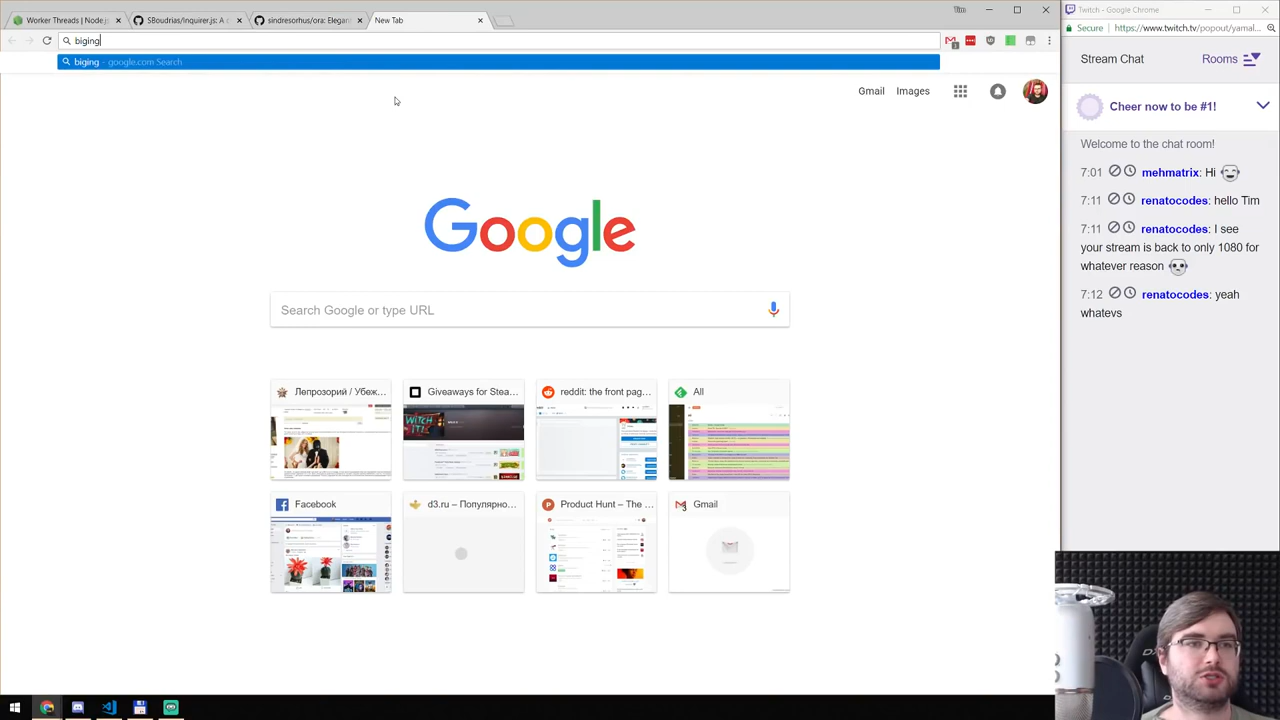 Worker Threads | Node.j
SBoudrias/Inquirer.js: A c
sindresorhus/ora: Elegan
New Tab
Tim
biging
biging - google.com Search
Gmail
Images
Google
Search Google or type URL
Лепрозорий / Убеж...
Giveaways for Stea...
reddit: the front pag...
All
Facebook
d3.ru – Популярно...
Product Hunt – The ...
Gmail
Twitch - Google Chrome
Secure
https://www.twitch.tv/popout/yamal
Stream Chat
Rooms
Cheer now to be #1!
Welcome to the chat room!
7:01 mehmatrix: Hi
7:11 renatocodes: hello Tim
7:11 renatocodes: I see
your stream is back to only 1080 for
whatever reason
7:12 renatocodes: yeah
whatevs